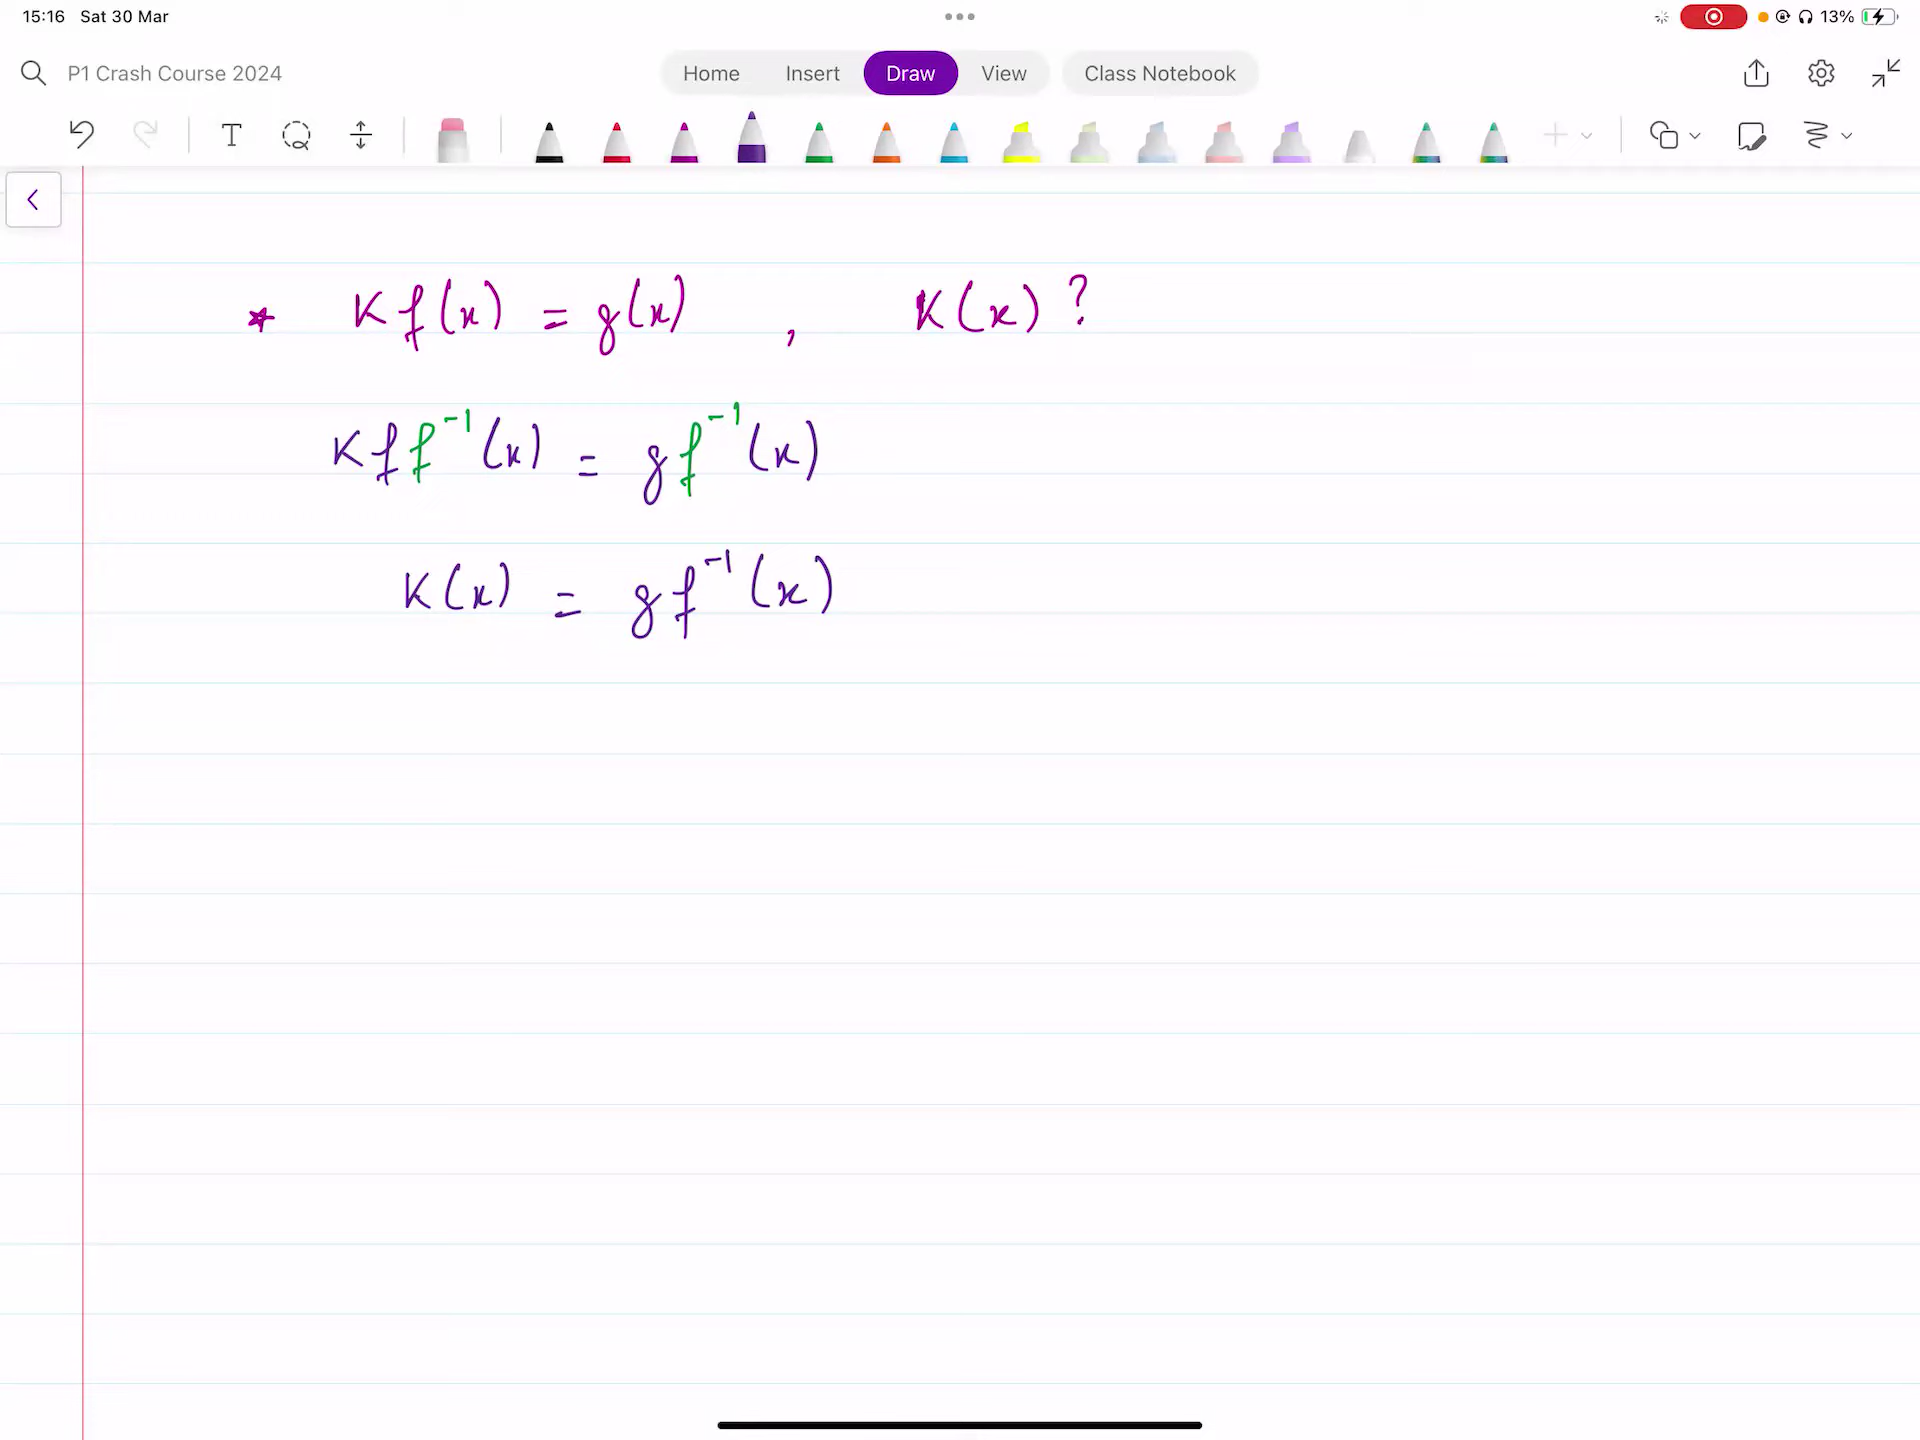 15:16 Sat 30 Mar 13%
P1 Crash Course 2024 Home Insert Draw View Class Notebook
T
* Kf(x) = g(x) , K(x)?
Kff⁻¹(x) = gf⁻¹(x)
K(x) = gf⁻¹(x)